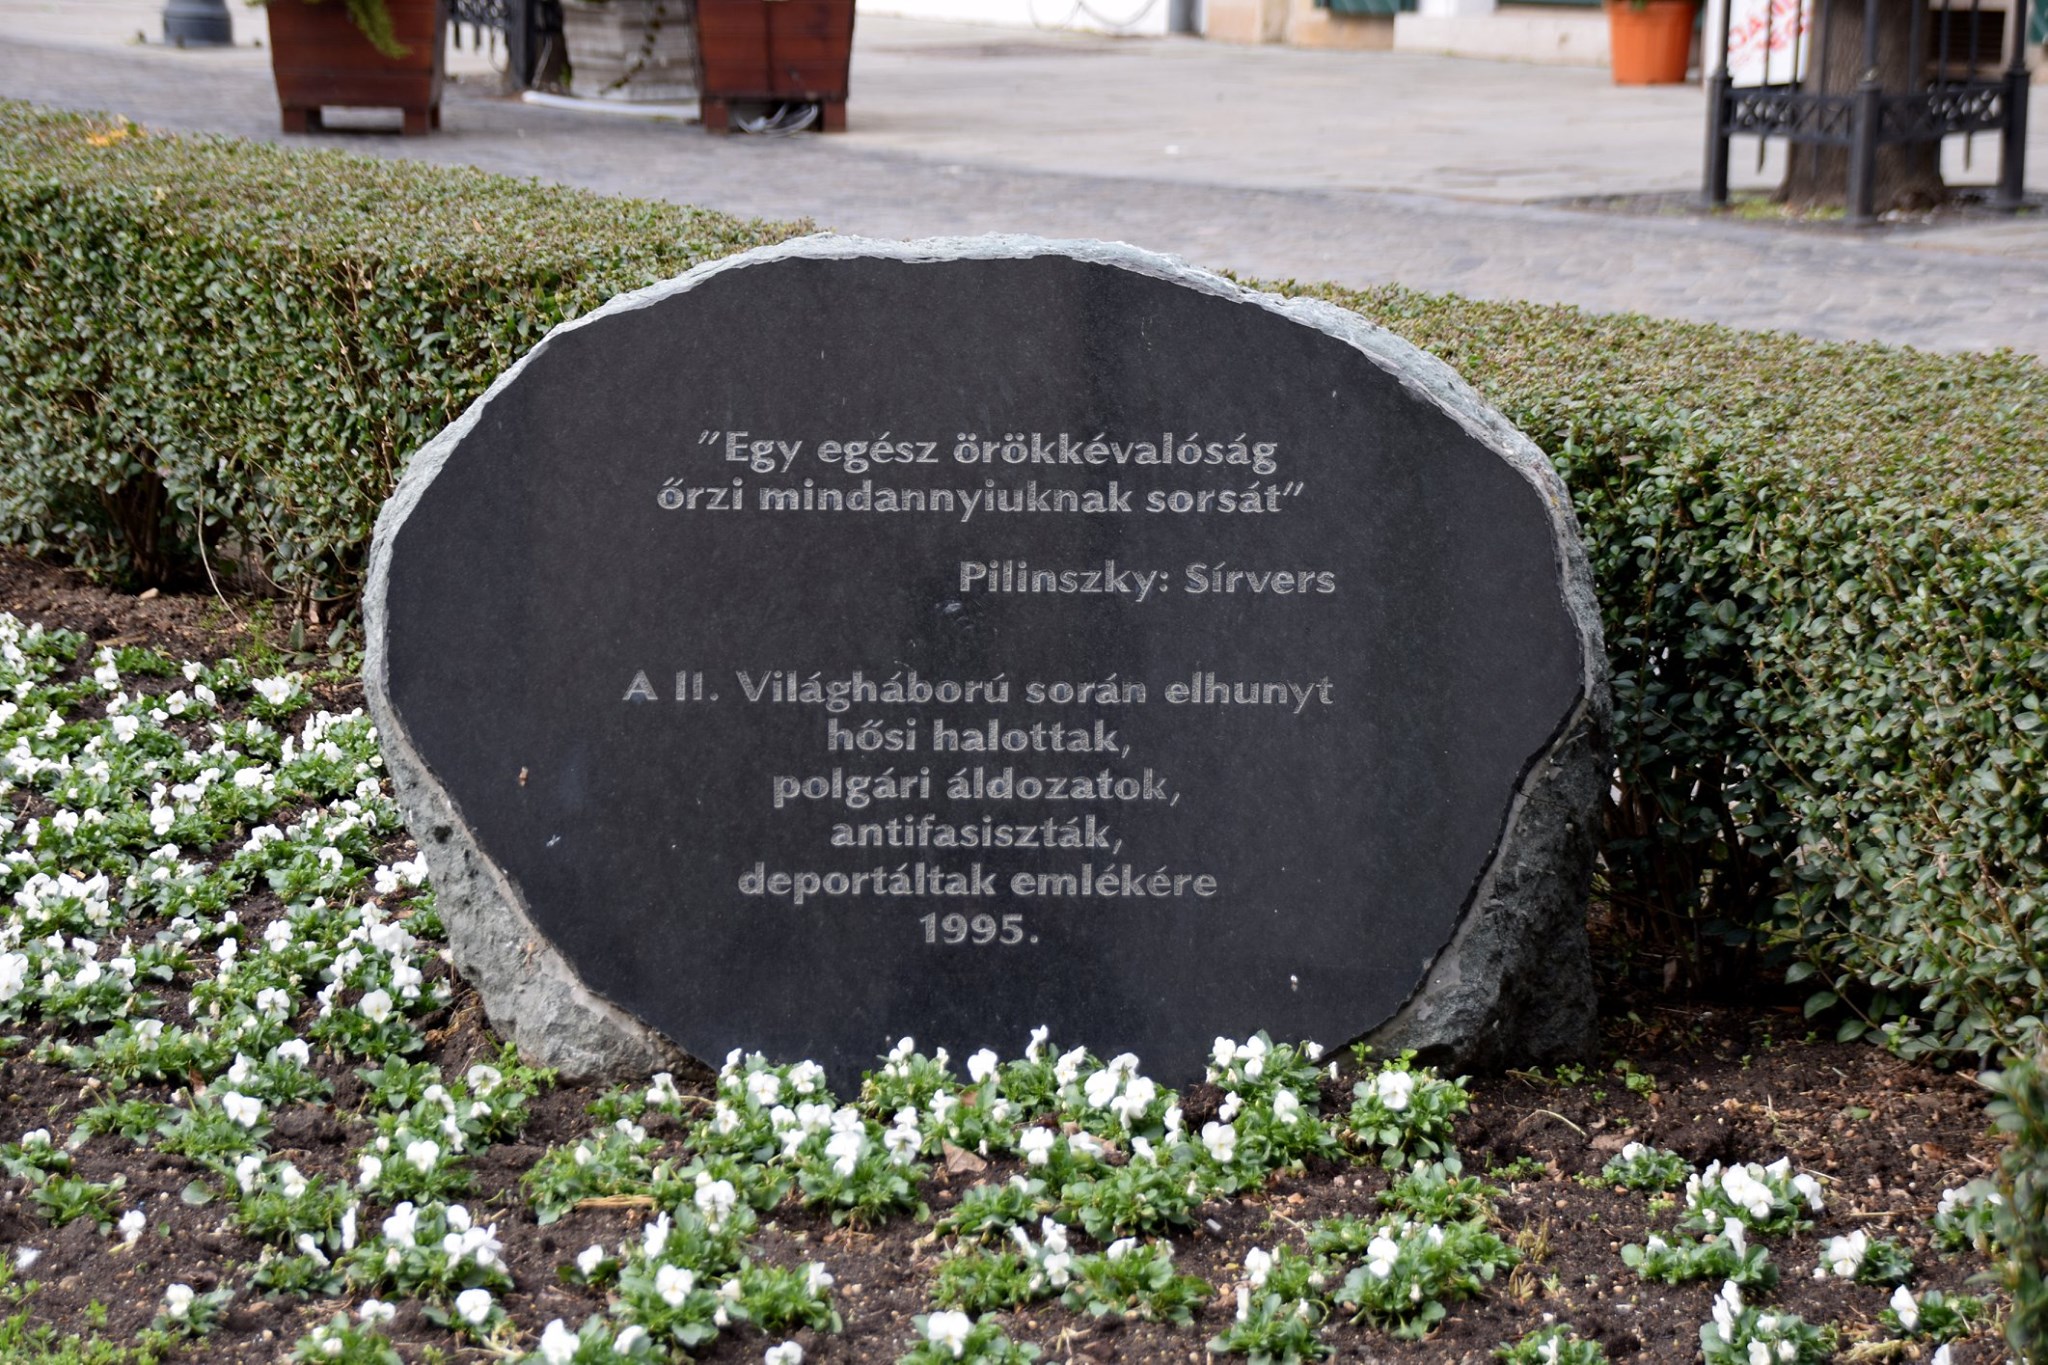 "Egy egész örökkévalóság
őrzi mindannyiuknak sorsát"
Pilinszky: Sírvers
A II. Világháború során elhunyt
hősi halottak,
polgári áldozatok,
antifasiszták,
deportáltak emlékére
1995.